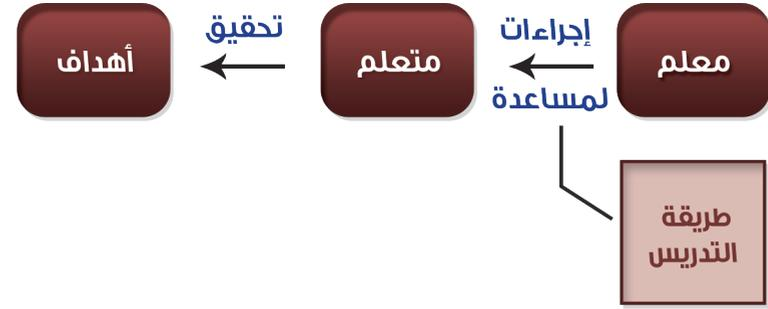 معلم
إجراءات
لمساعدة
متعلم
تحقيق
أهداف
طريقة
التدريس